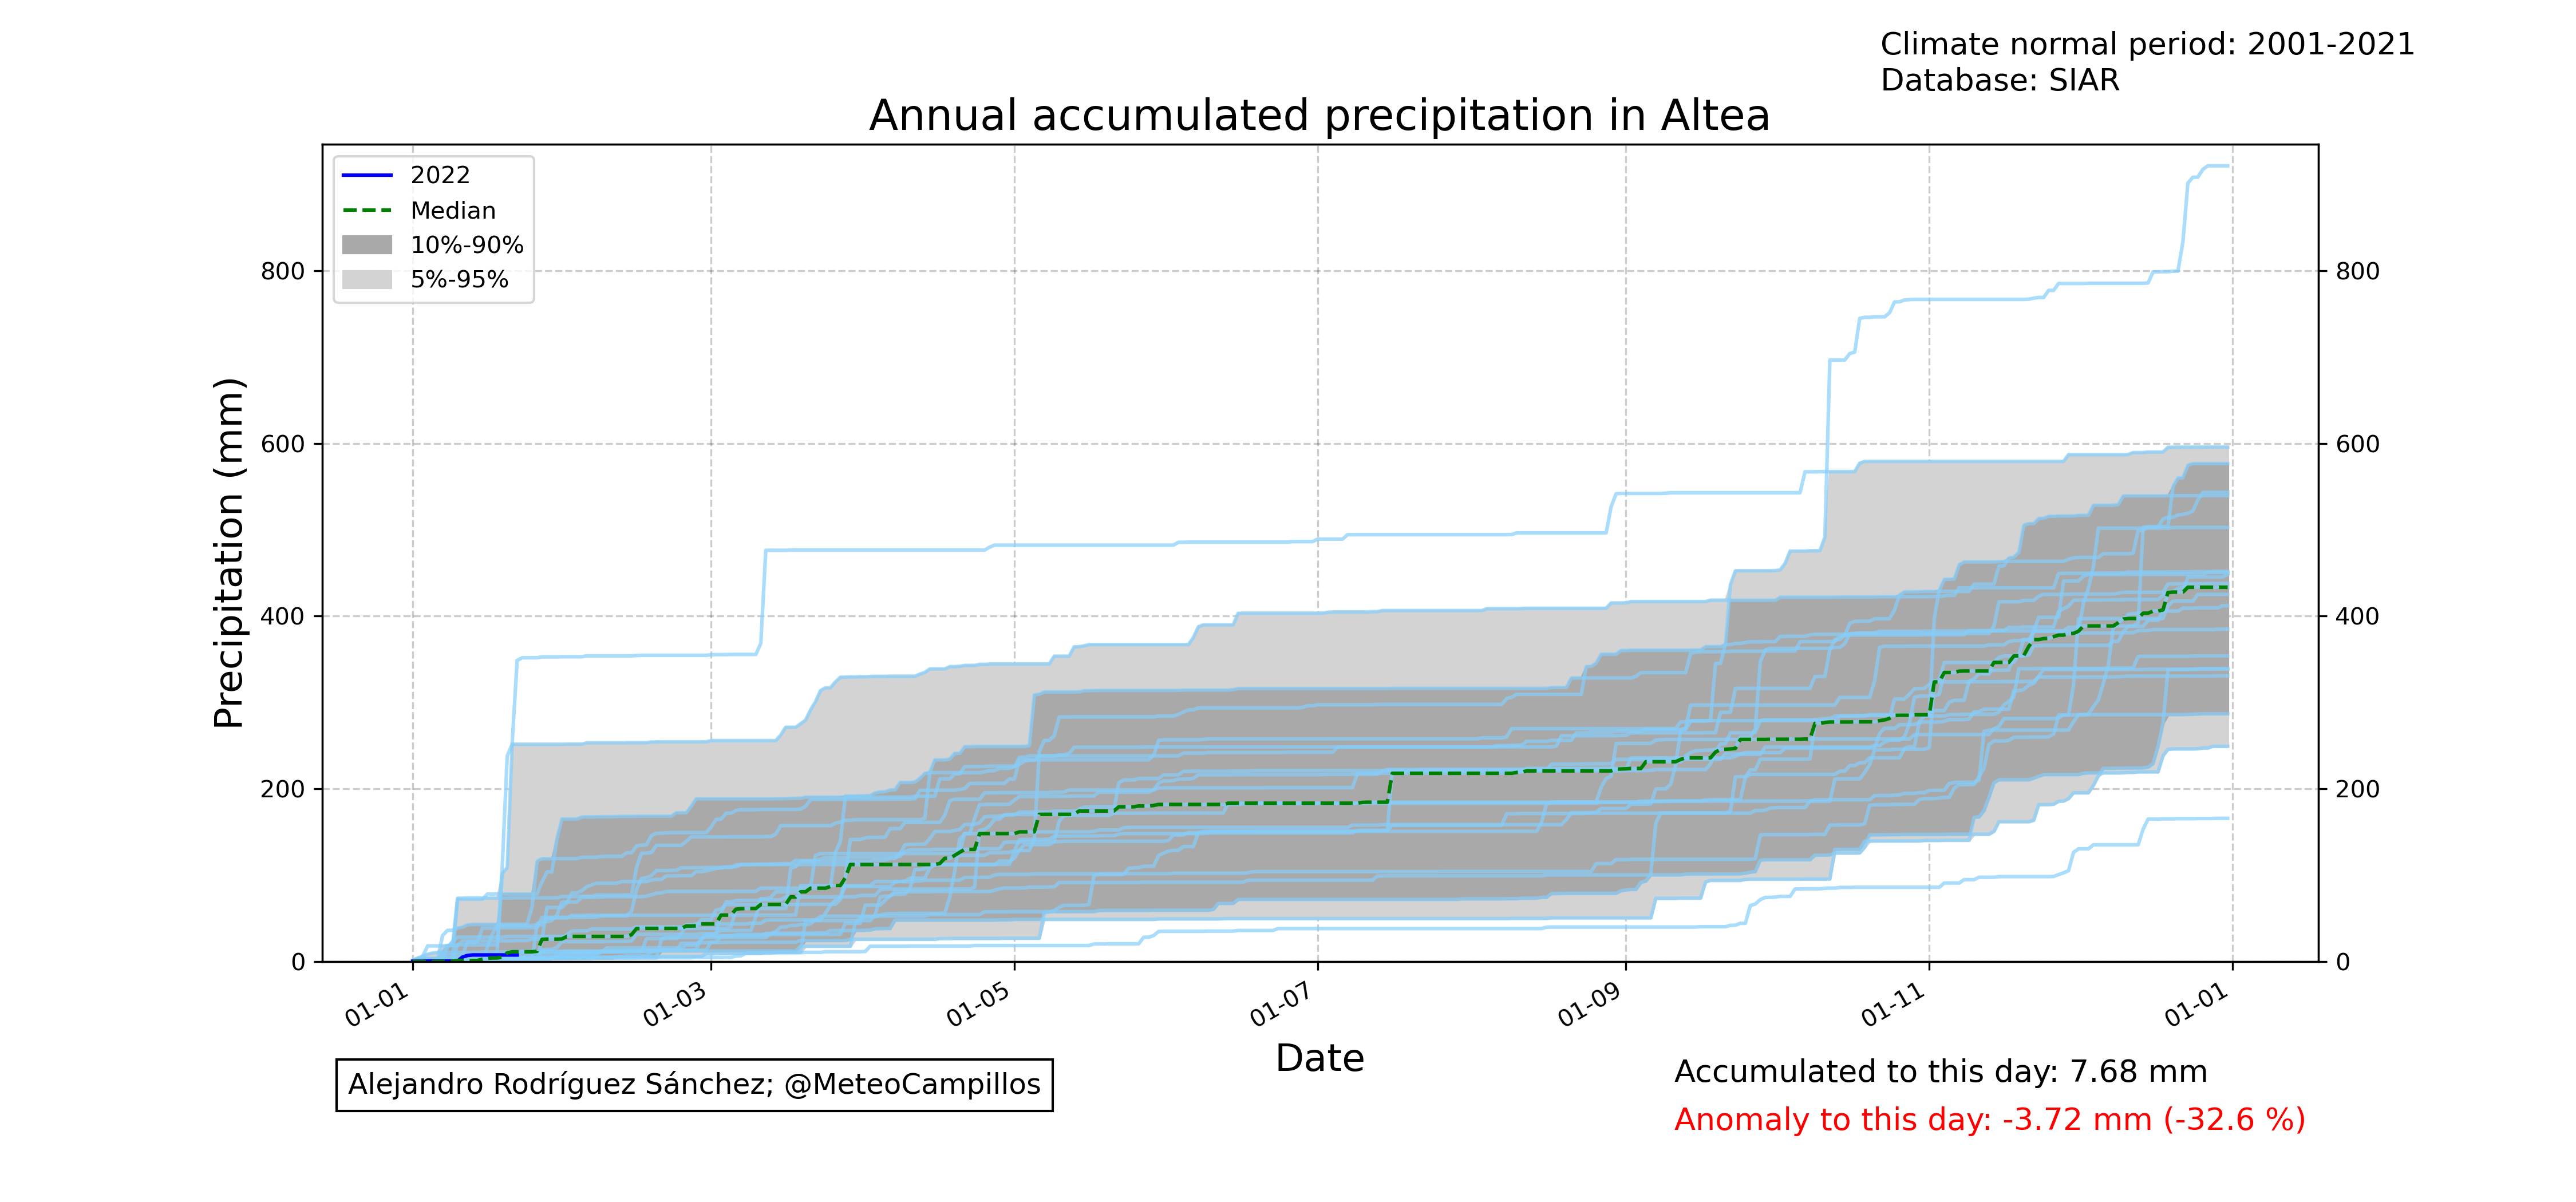 Climate normal period: 2001-2021
Database: SIAR
Annual accumulated precipitation in Altea
2022
Median
10%-90%
5%-95%
Precipitation (mm)
800
600
400
200
0
800
600
400
200
0
01-01
01-03
01-05
01-07
01-09
01-11
01-01
Date
Alejandro Rodríguez Sánchez; @MeteoCampillos
Accumulated to this day: 7.68 mm
Anomaly to this day: -3.72 mm (-32.6 %)